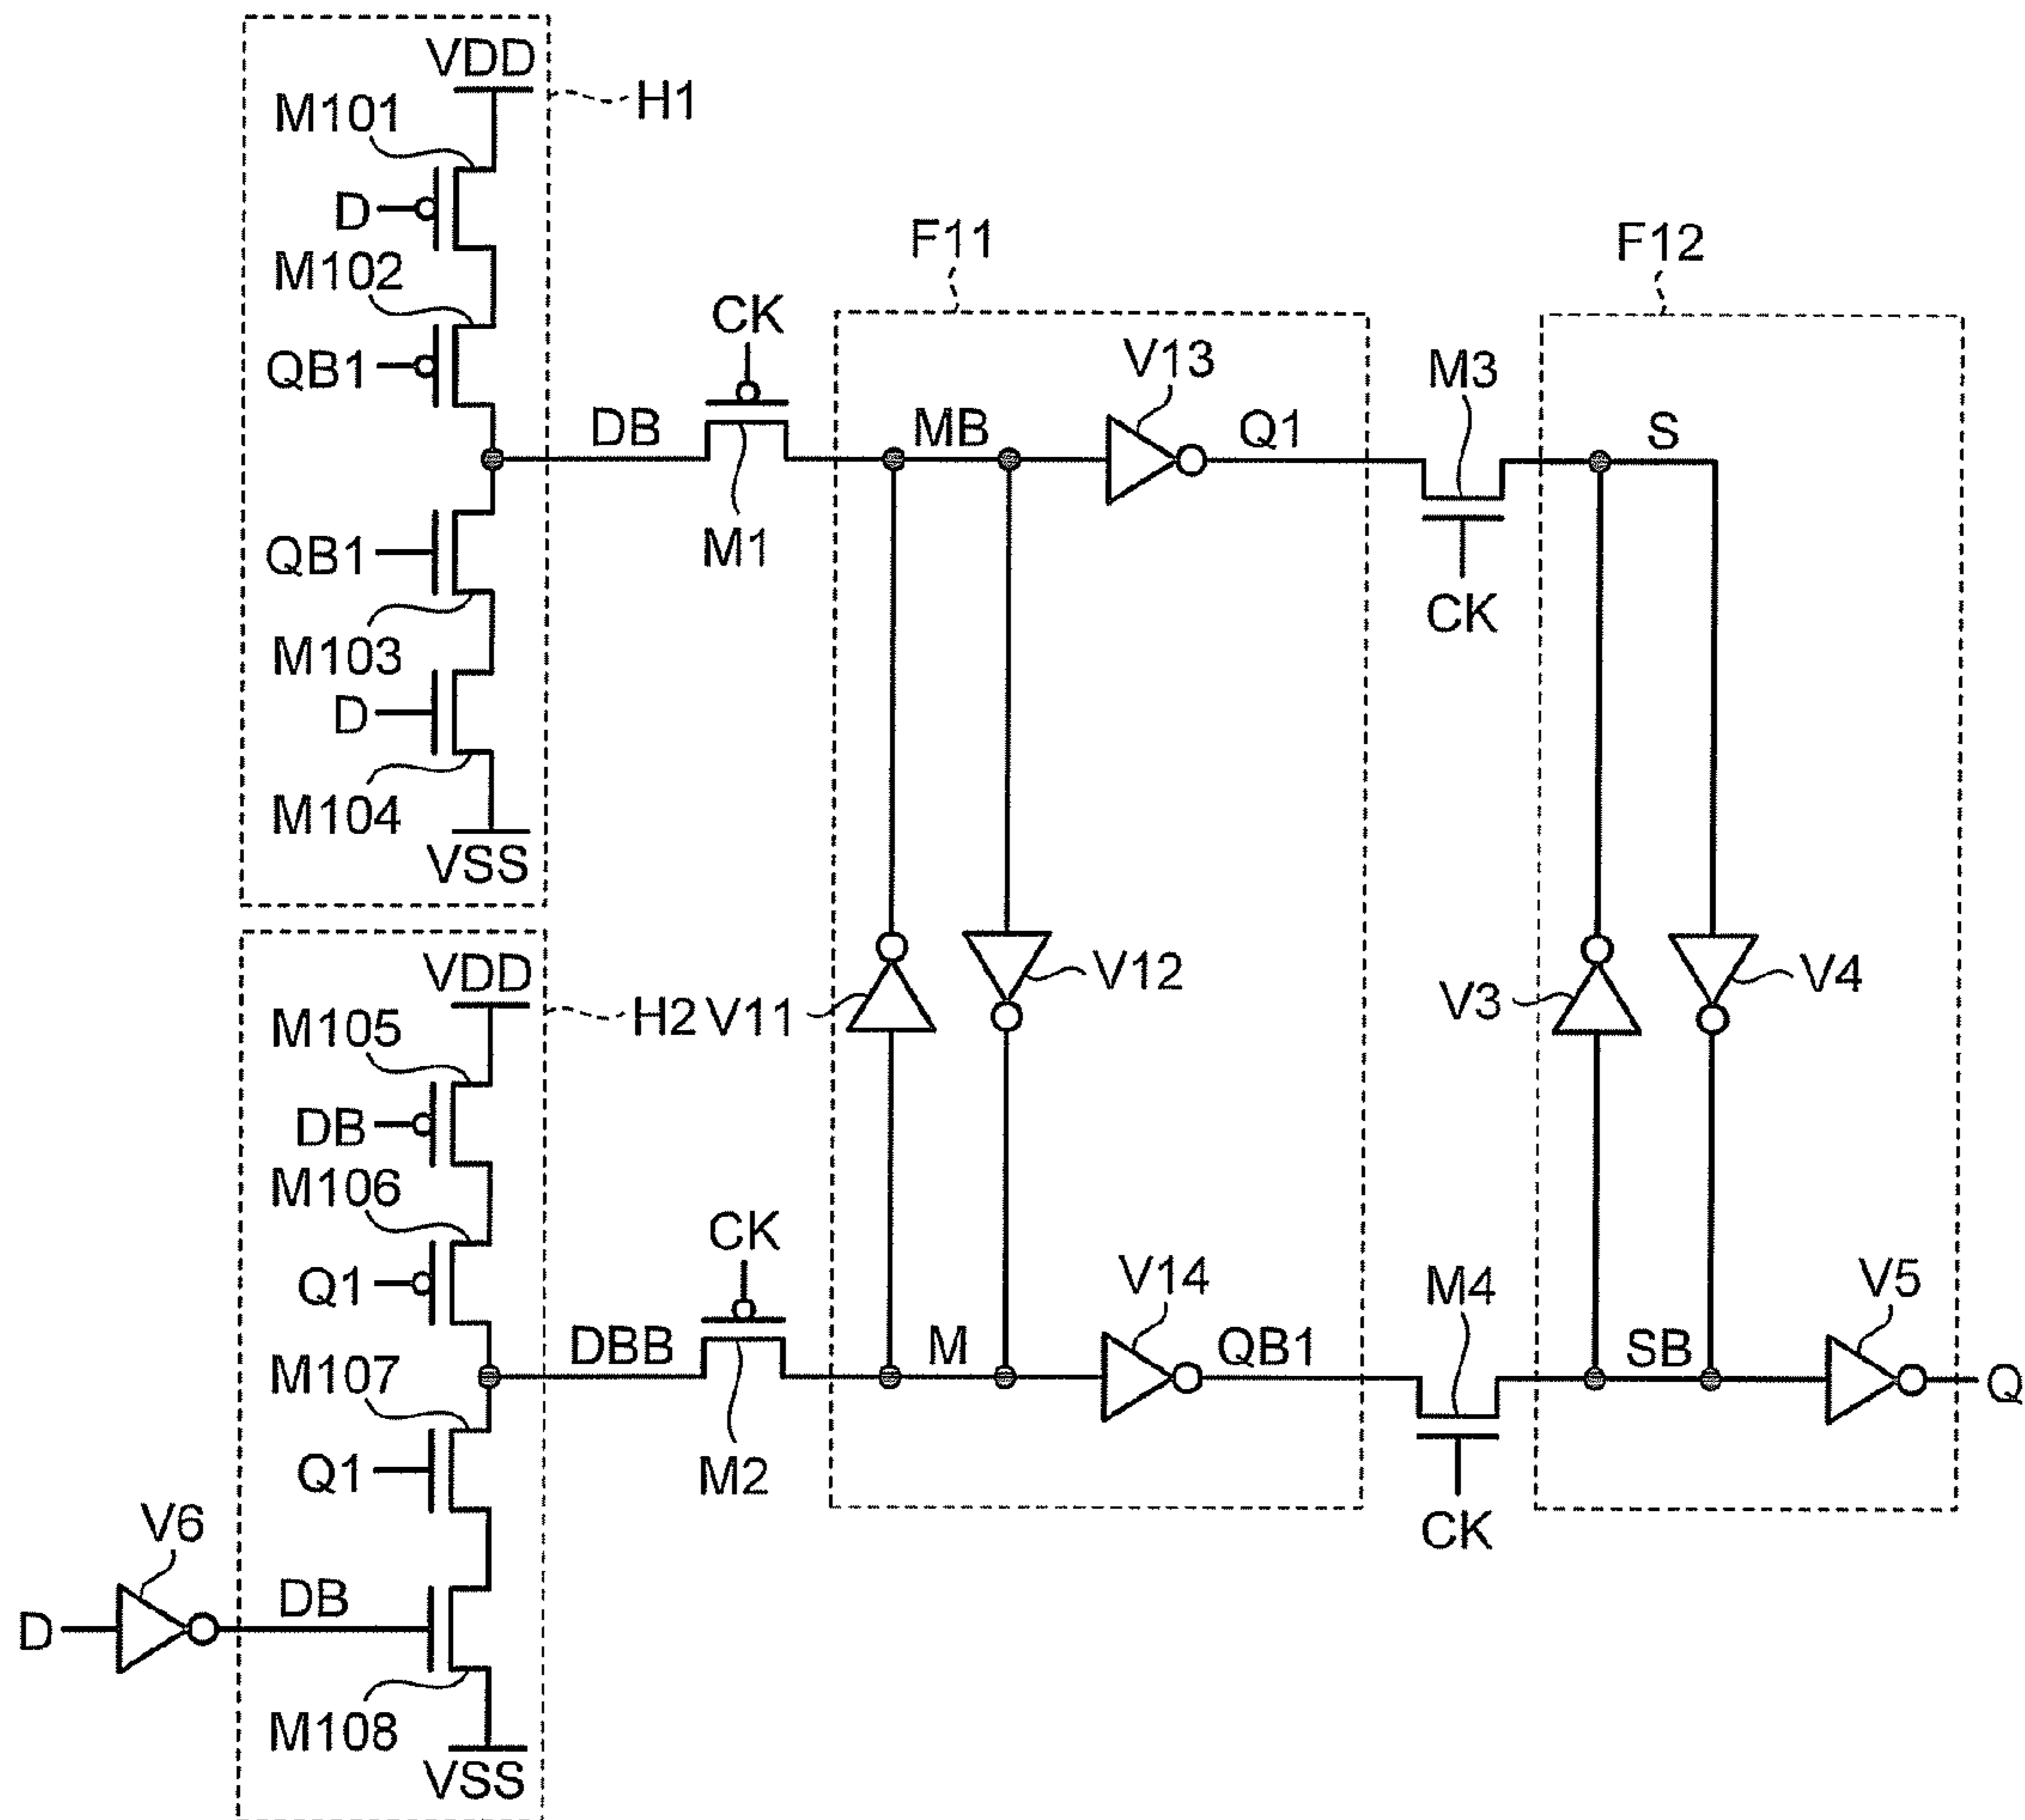 VDD
H1
M101
D
M102
QB1
QB1
M103
D
M104
VSS
DB
CK
M1
F11
MB
V13
Q1
M3
CK
F12
S
V11
V12
V3
V4
VDD
H2
M105
DB
M106
Q1
M107
Q1
DBB
CK
M2
M
V14
QB1
M4
CK
SB
V5
Q
V6
D
DB
M108
VSS